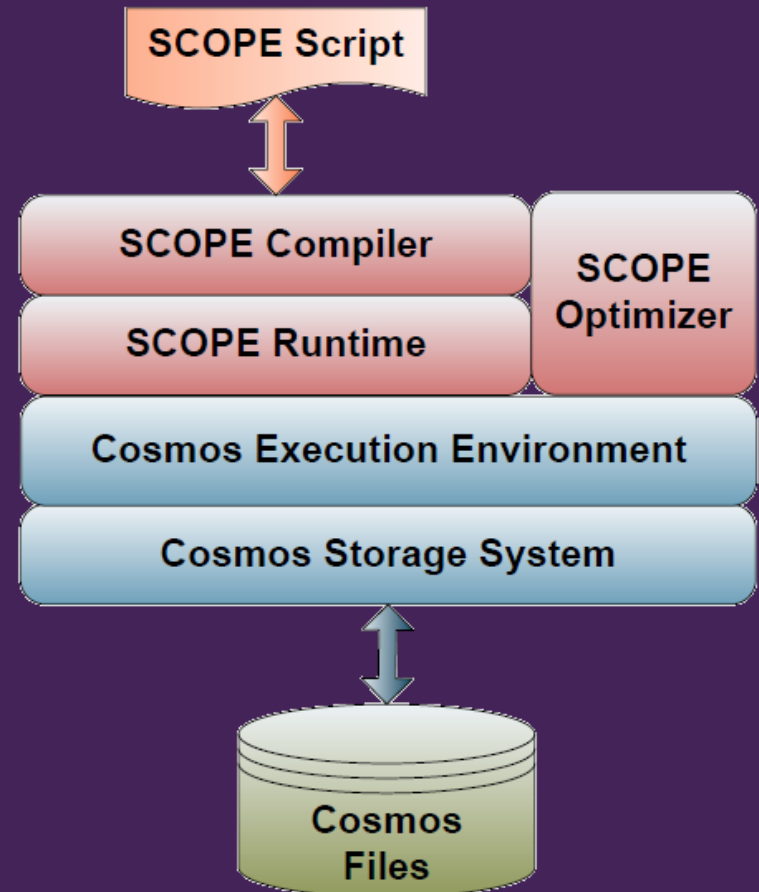 SCOPE Script
SCOPE Compiler
SCOPE
Optimizer
SCOPE Runtime
Cosmos Execution Environment
Cosmos Storage System
Cosmos
Files